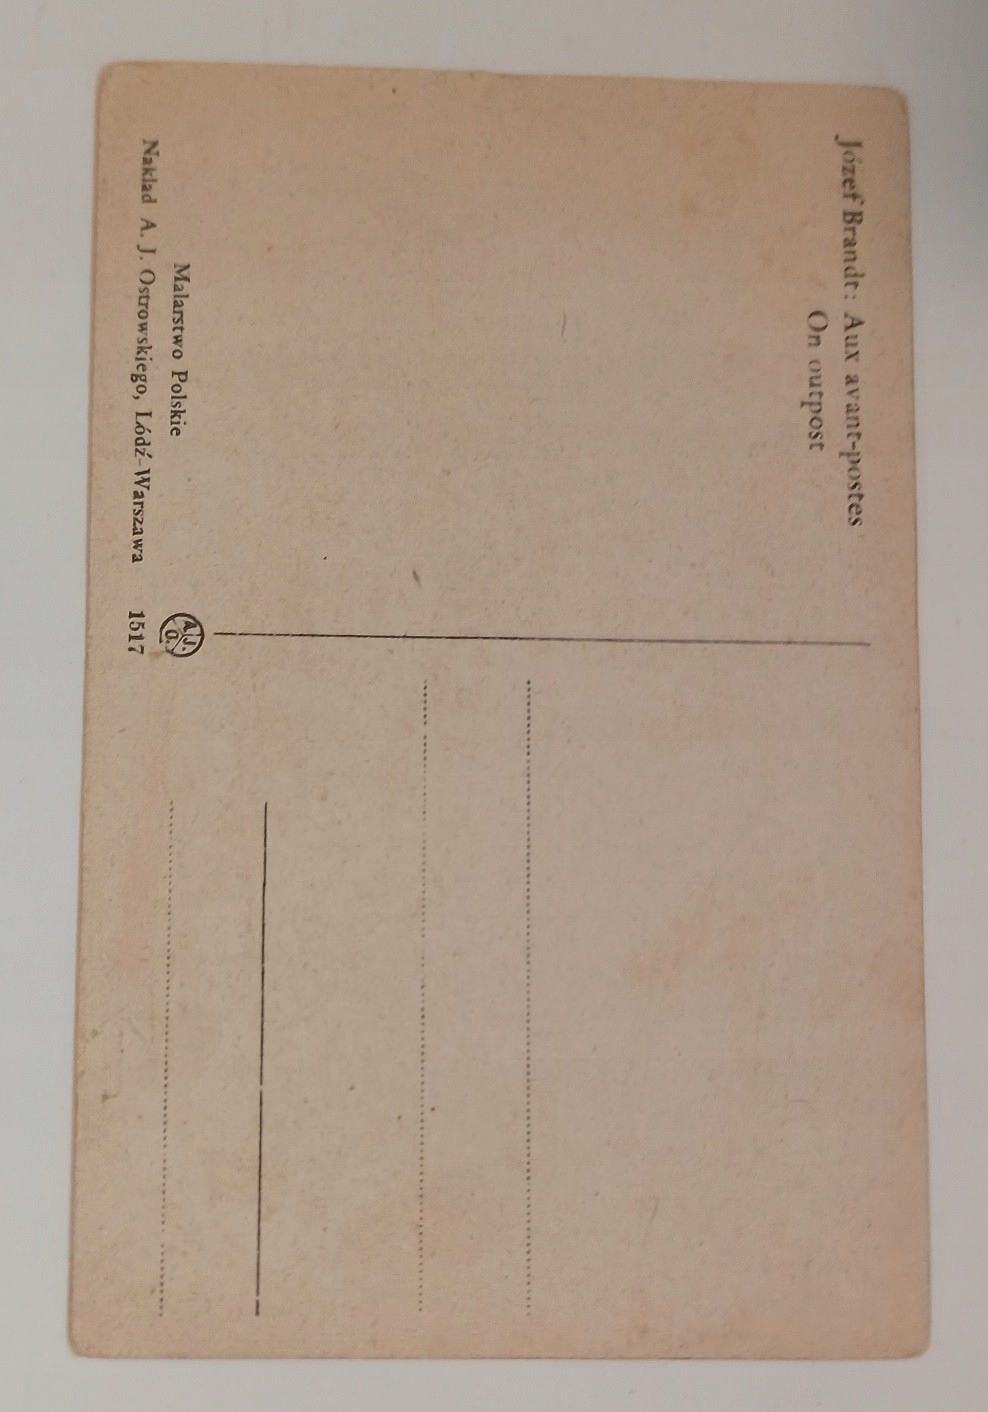 Józef Brandt: Aux avant-postes
On outpost
Malarstwo Polskie
Nakład A. J. Ostrowskiego, Łódź-Warszawa 1517
A. J. O.